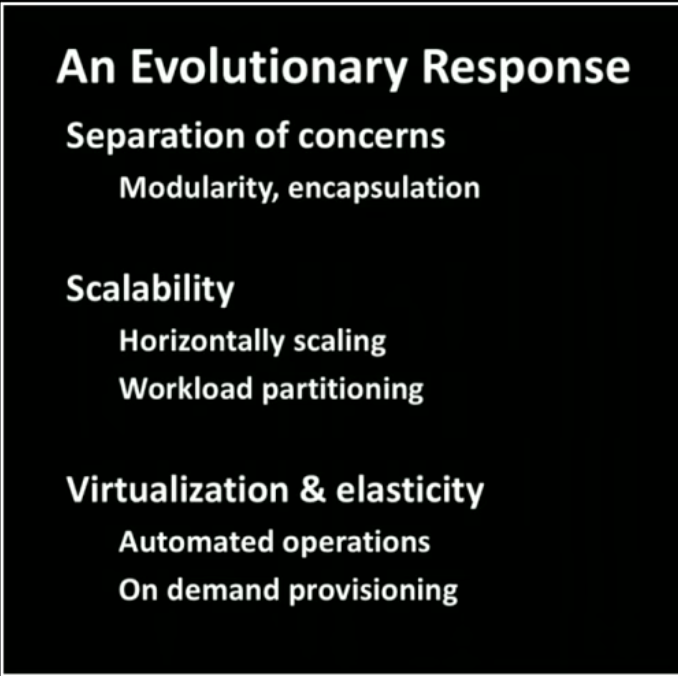 An Evolutionary Response
Separation of concerns
Modularity, encapsulation
Scalability
Horizontally scaling
Workload partitioning
Virtualization & elasticity
Automated operations
On demand provisioning